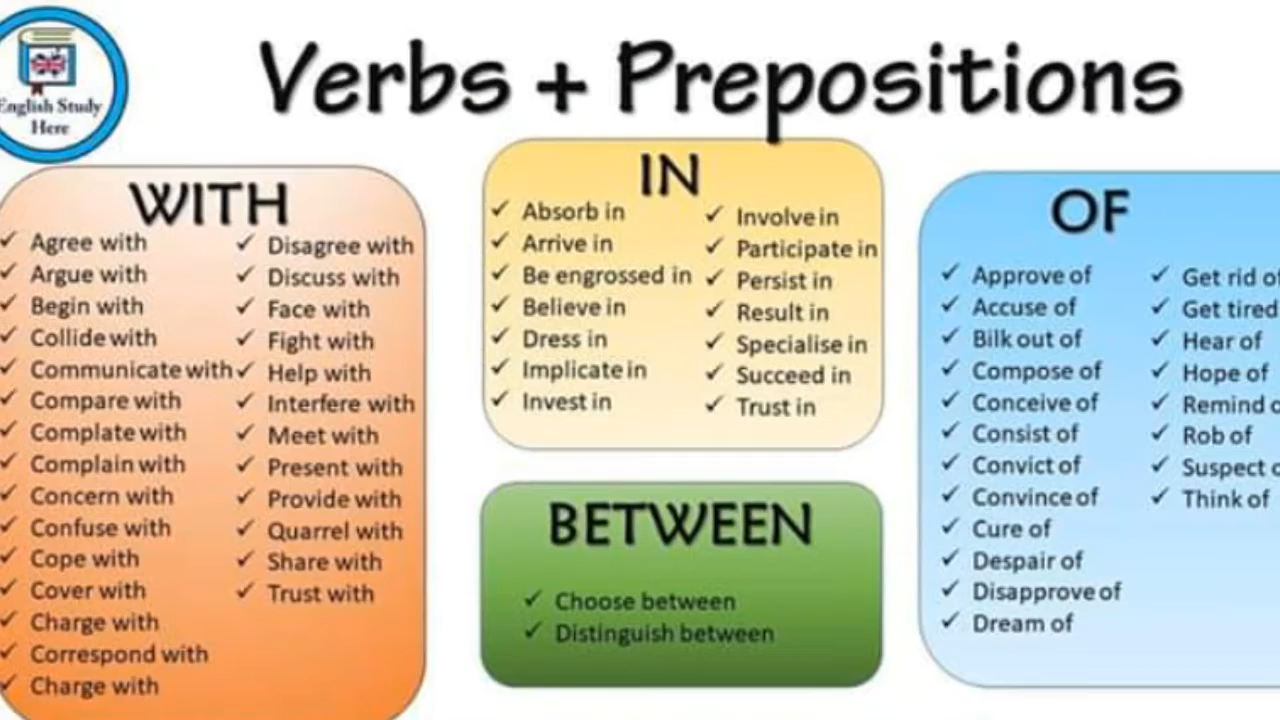 English Study
Here
Verbs + Prepositions
WITH
Agree with
Argue with
Begin with
Collide with
Communicate with
Compare with
Complate with
Complain with
Concern with
Confuse with
Cope with
Cover with
Charge with
Correspond with
Charge with
Disagree with
Discuss with
Face with
Fight with
Help with
Interfere with
Meet with
Present with
Provide with
Quarrel with
Share with
Trust with
IN
Absorb in
Arrive in
Be engrossed in
Believe in
Dress in
Implicate in
Invest in
Involve in
Participate in
Persist in
Result in
Specialise in
Succeed in
Trust in
BETWEEN
Choose between
Distinguish between
OF
Approve of
Accuse of
Bilk out of
Compose of
Conceive of
Consist of
Convict of
Convince of
Cure of
Despair of
Disapprove of
Dream of
Get rid of
Get tired
Hear of
Hope of
Remind
Rob of
Suspect
Think of